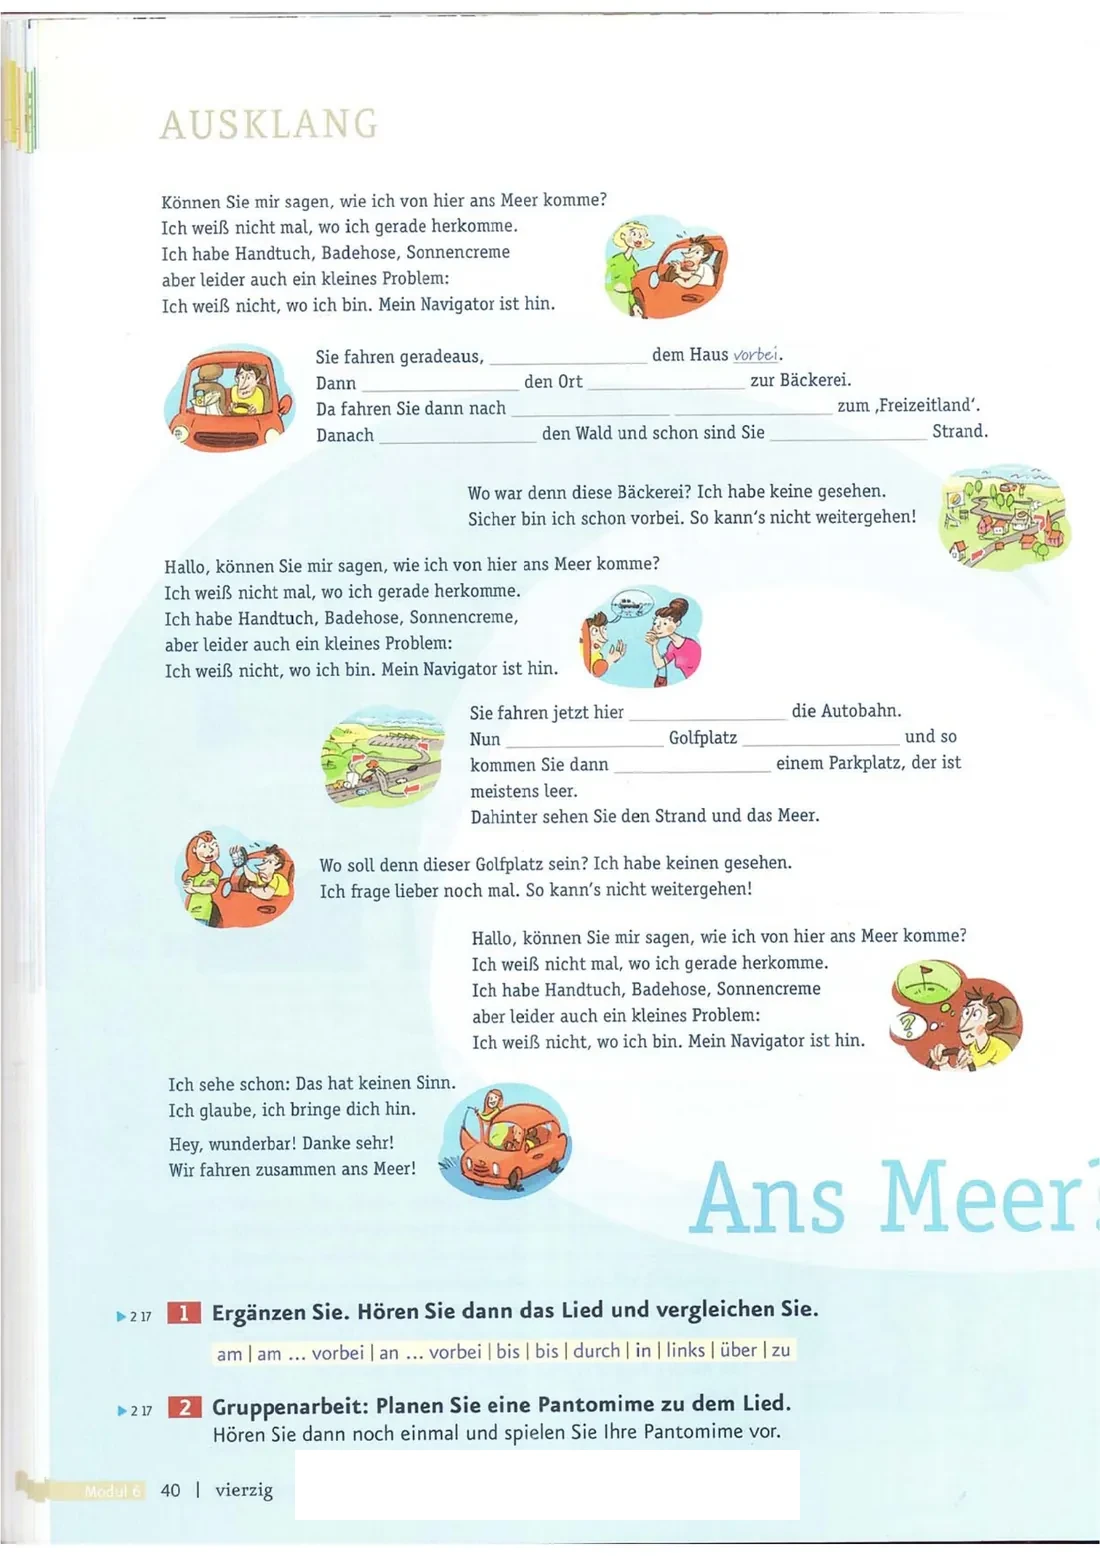 AUSKLANG
Können Sie mir sagen, wie ich von hier ans Meer komme?
Ich weiß nicht mal, wo ich gerade herkomme.
Ich habe Handtuch, Badehose, Sonnencreme
aber leider auch ein kleines Problem:
Ich weiß nicht, wo ich bin. Mein Navigator ist hin.
Sie fahren geradeaus, ______ dem Haus vorbei.
Dann ______ den Ort ______ zur Bäckerei.
Da fahren Sie dann nach ______ ______ zum ‚Freizeitland‘.
Danach ______ den Wald und schon sind Sie ______ Strand.
Wo war denn diese Bäckerei? Ich habe keine gesehen.
Sicher bin ich schon vorbei. So kann's nicht weitergehen!
Hallo, können Sie mir sagen, wie ich von hier ans Meer komme?
Ich weiß nicht mal, wo ich gerade herkomme.
Ich habe Handtuch, Badehose, Sonnencreme,
aber leider auch ein kleines Problem:
Ich weiß nicht, wo ich bin. Mein Navigator ist hin.
Sie fahren jetzt hier ______ die Autobahn.
Nun ______ Golfplatz ______ und so
kommen Sie dann ______ einem Parkplatz, der ist
meistens leer.
Dahinter sehen Sie den Strand und das Meer.
Wo soll denn dieser Golfplatz sein? Ich habe keinen gesehen.
Ich frage lieber noch mal. So kann's nicht weitergehen!
Hallo, können Sie mir sagen, wie ich von hier ans Meer komme?
Ich weiß nicht mal, wo ich gerade herkomme.
Ich habe Handtuch, Badehose, Sonnencreme
aber leider auch ein kleines Problem:
Ich weiß nicht, wo ich bin. Mein Navigator ist hin.
?
Ich sehe schon: Das hat keinen Sinn.
Ich glaube, ich bringe dich hin.
Hey, wunderbar! Danke sehr!
Wir fahren zusammen ans Meer!
Ans Meer?
▶ 2 17 1 Ergänzen Sie. Hören Sie dann das Lied und vergleichen Sie.
am | am ... vorbei | an ... vorbei | bis | bis | durch | in | links | über | zu
▶ 2 17 2 Gruppenarbeit: Planen Sie eine Pantomime zu dem Lied.
Hören Sie dann noch einmal und spielen Sie Ihre Pantomime vor.
Modul 6 40 | vierzig